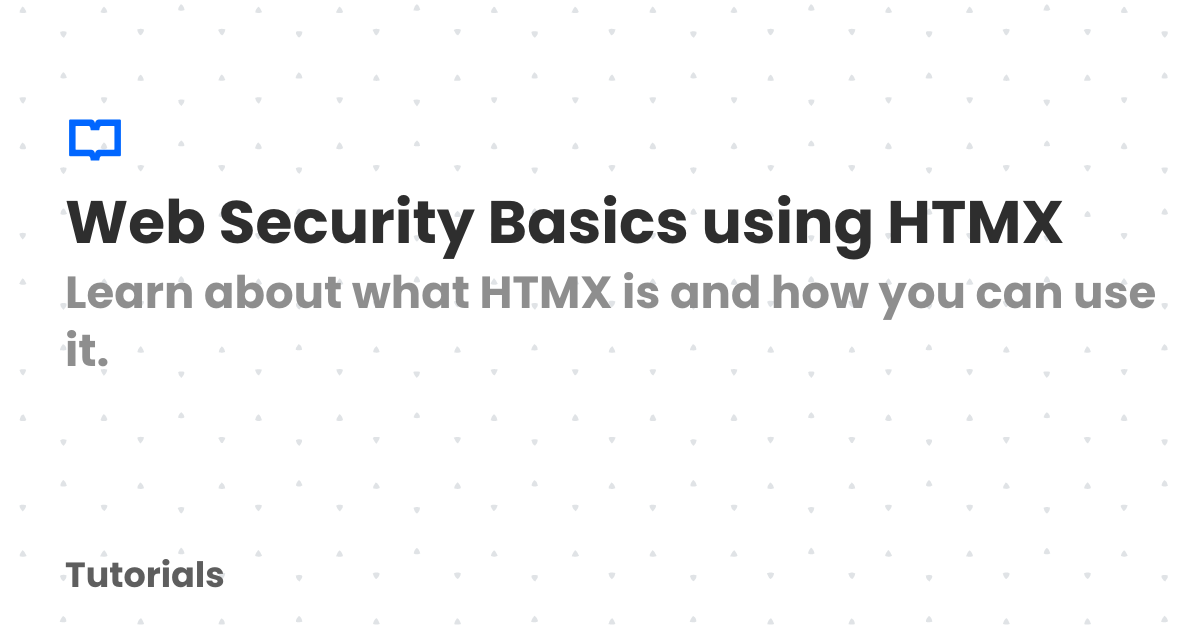 Web Security Basics using HTMX
Learn about what HTMX is and how you can use
it.
Tutorials